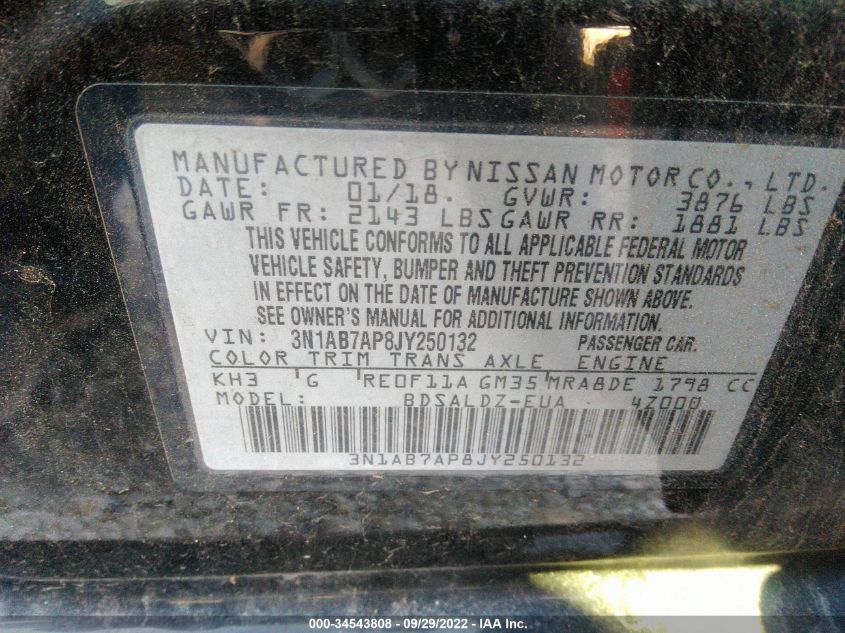 MANUFACTURED BY NISSAN MOTOR CO., LTD.
DATE: 01/18. GVWR: 3876 LBS
GAWR FR: 2143 LBS GAWR RR: 1881 LBS
THIS VEHICLE CONFORMS TO ALL APPLICABLE FEDERAL MOTOR
VEHICLE SAFETY, BUMPER AND THEFT PREVENTION STANDARDS
IN EFFECT ON THE DATE OF MANUFACTURE SHOWN ABOVE.
SEE OWNER'S MANUAL FOR ADDITIONAL INFORMATION.
VIN: 3N1AB7AP8JY250132 PASSENGER CAR.
COLOR TRIM TRANS AXLE ENGINE
KH3 G RE0F11A GM35 MRA8DE 1798 CC
MODEL: BDSALDZ-EUA 4Z000
3N1AB7AP8JY250132
000-34543808 - 09/29/2022 - IAA Inc.